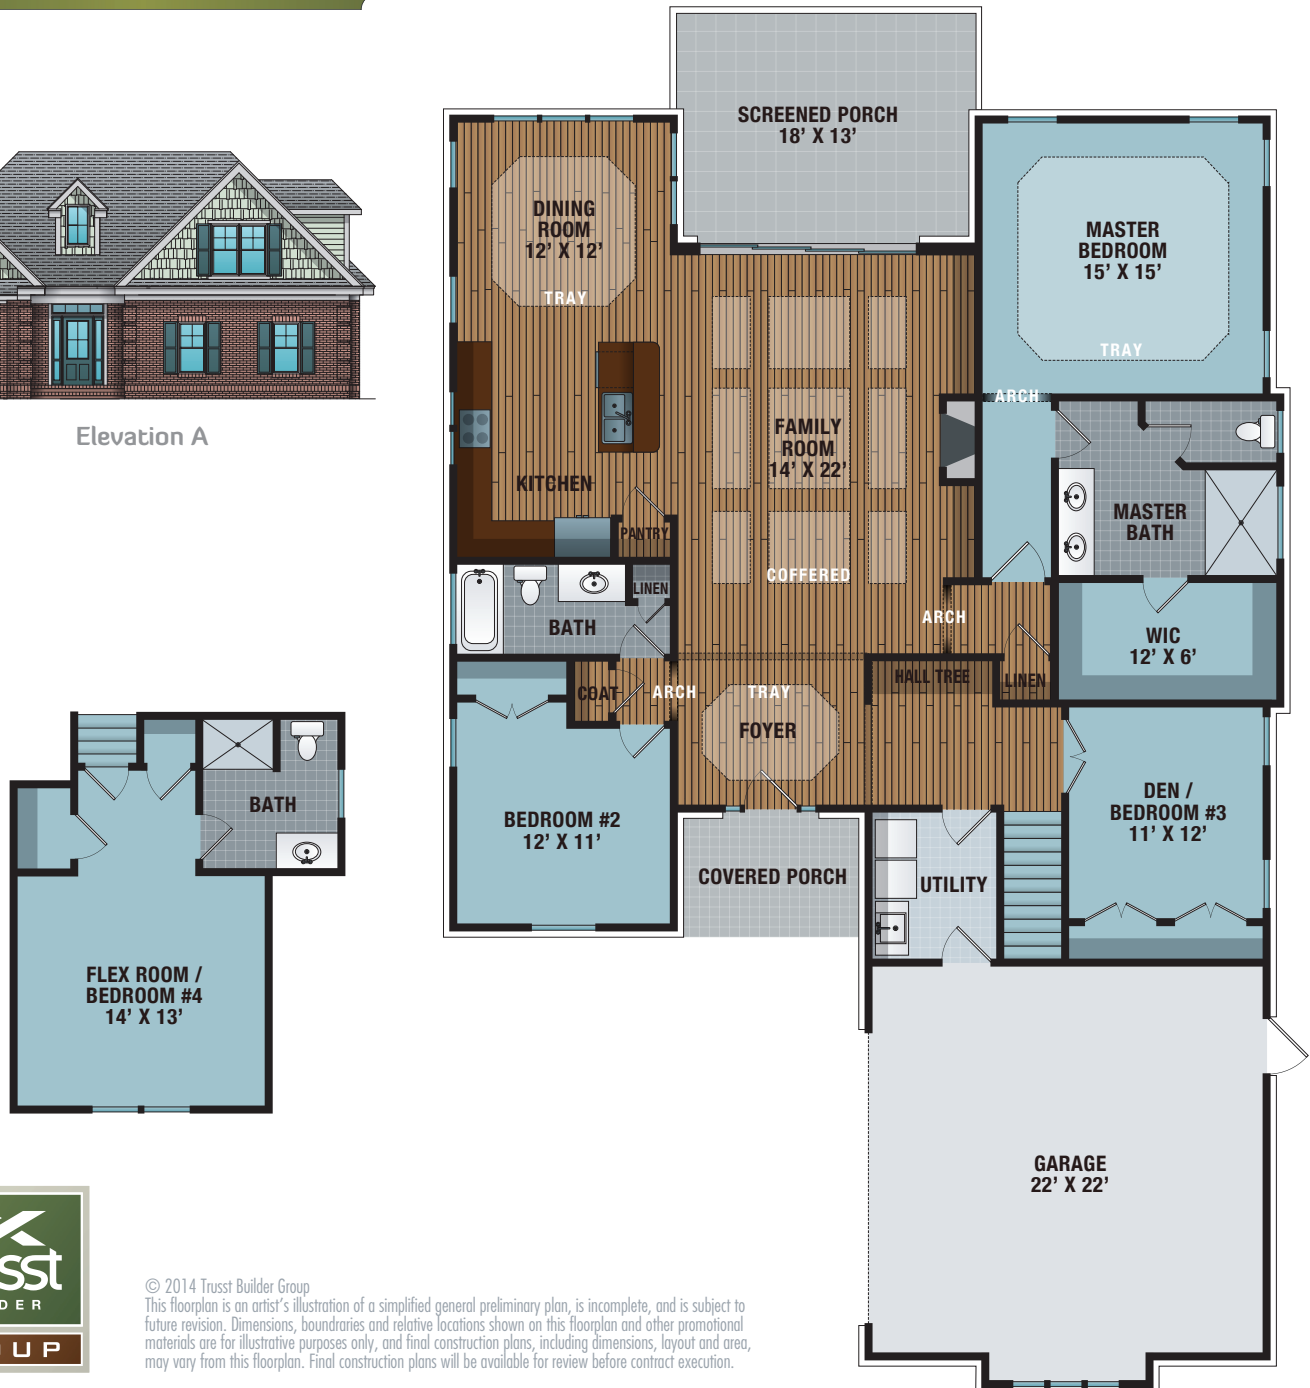 SCREENED PORCH
18' X 13'
DINING
ROOM
12' X 12'
TRAY
MASTER
BEDROOM
15' X 15'
TRAY
ARCH
Elevation A
FAMILY
ROOM
14' X 22'
KITCHEN
PANTRY
MASTER
BATH
COFFERED
LINEN
BATH
ARCH
WIC
12' X 6'
COAT
ARCH
TRAY
HALL TREE
LINEN
FOYER
BATH
BEDROOM #2
12' X 11'
DEN /
BEDROOM #3
11' X 12'
COVERED PORCH
UTILITY
FLEX ROOM /
BEDROOM #4
14' X 13'
GARAGE
22' X 22'
© 2014 Trusst Builder Group
This floorplan is an artist's illustration of a simplified general preliminary plan, is incomplete, and is subject to
future revision. Dimensions, boundaries and relative locations shown on this floorplan and other promotional
materials are for illustrative purposes only, and final construction plans, including dimensions, layout and area,
may vary from this floorplan. Final construction plans will be available for review before contract execution.